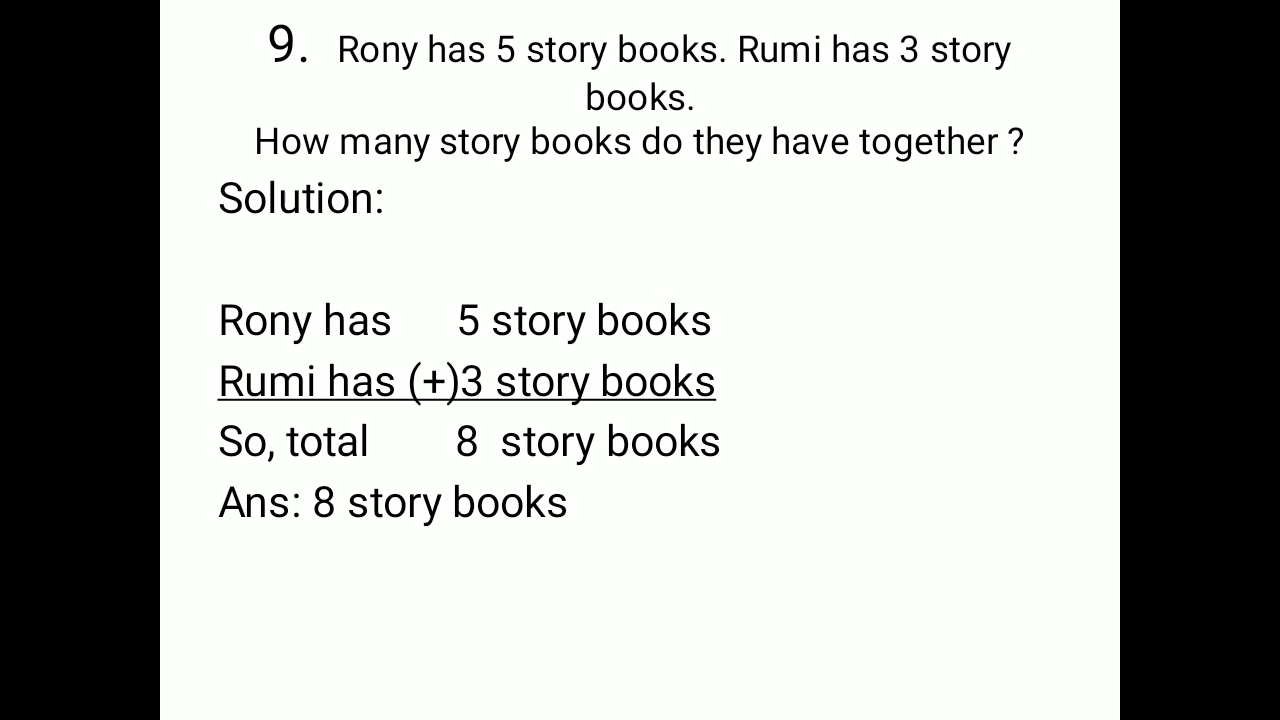 9. Rony has 5 story books. Rumi has 3 story
books.
How many story books do they have together ?
Solution:
Rony has 5 story books
Rumi has (+)3 story books
So, total 8 story books
Ans: 8 story books